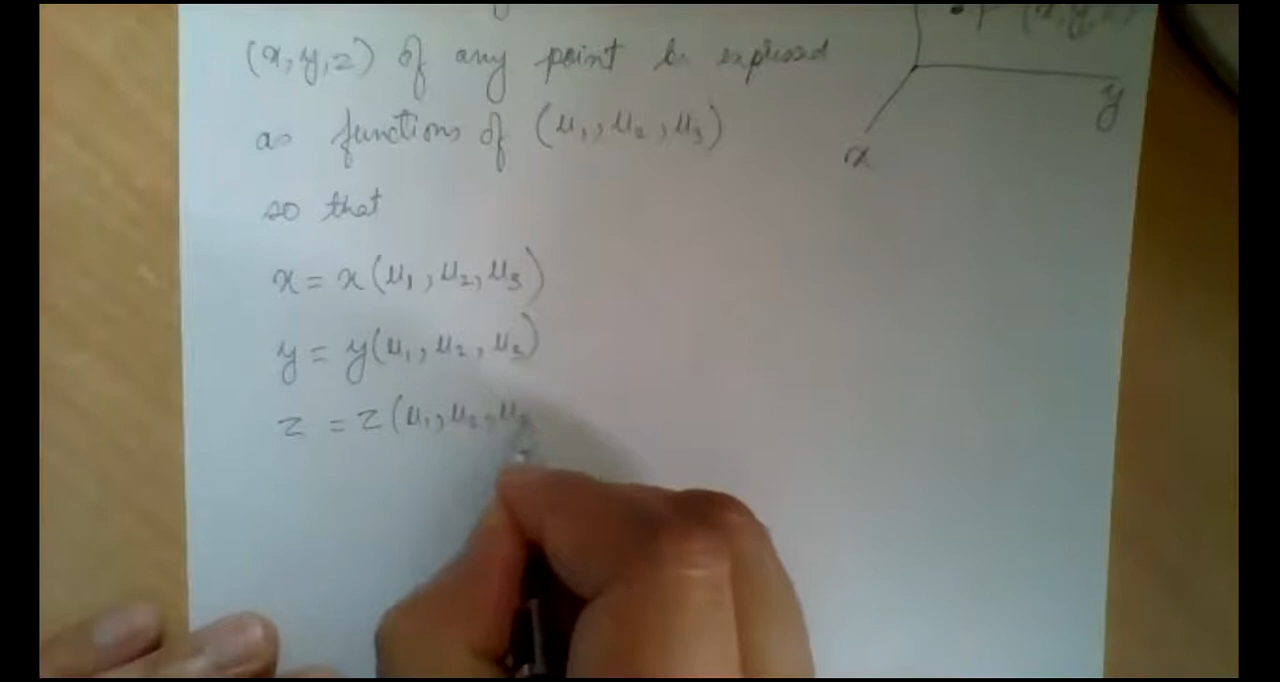 P (x, y, z)
(x, y, z) of any point be expressed
y
as functions of (u₁, u₂, u₃)
x
so that
x = x (u₁, u₂, u₃)
y = y(u₁, u₂, u₃)
z = z (u₁, u₂, u₃